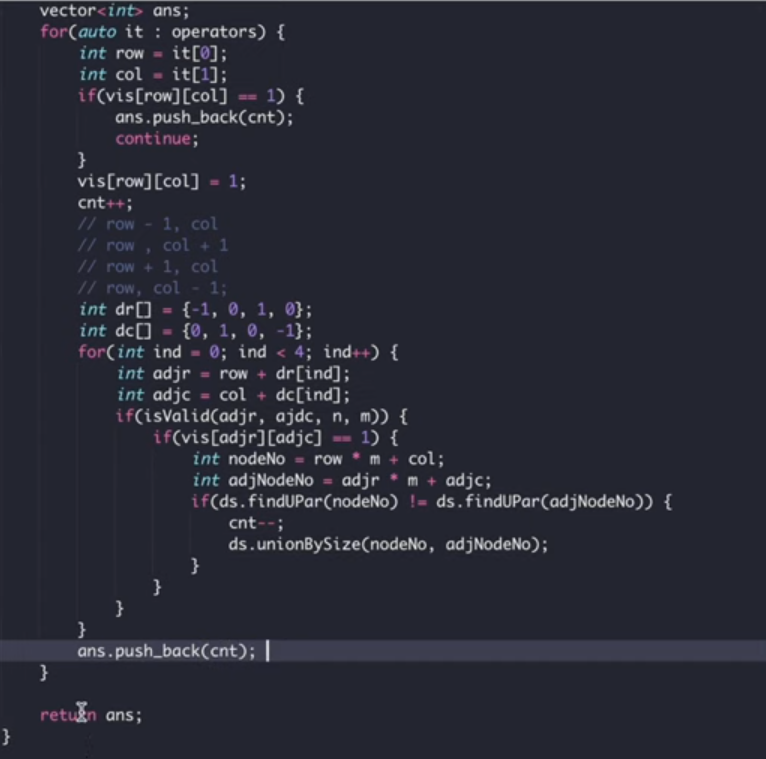 vector<int> ans;
for(auto it : operators) {
int row = it[0];
int col = it[1];
if(vis[row][col] == 1) {
ans.push_back(cnt);
continue;
}
vis[row][col] = 1;
cnt++;
// row - 1, col
// row , col + 1
// row + 1, col
// row, col - 1;
int dr[] = {-1, 0, 1, 0};
int dc[] = {0, 1, 0, -1};
for(int ind = 0; ind < 4; ind++) {
int adjr = row + dr[ind];
int adjc = col + dc[ind];
if(isValid(adjr, ajdc, n, m)) {
if(vis[adjr][adjc] == 1) {
int nodeNo = row * m + col;
int adjNodeNo = adjr * m + adjc;
if(ds.findUPar(nodeNo) != ds.findUPar(adjNodeNo)) {
cnt--;
ds.unionBySize(nodeNo, adjNodeNo);
}
}
}
}
ans.push_back(cnt);
}
return ans;
}